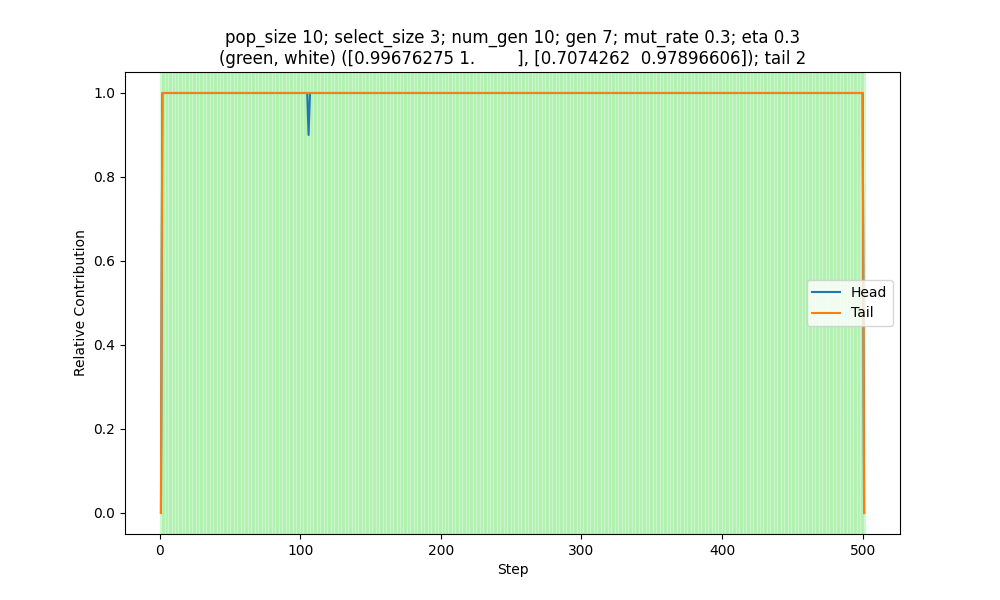 pop_size 10; select_size 3; num_gen 10; gen 7; mut_rate 0.3; eta 0.3
(green, white) ([0.99676275 1.        ], [0.7074262  0.97896606]); tail 2
1.0
0.8
0.6
0.4
0.2
0.0
Relative Contribution
Head
Tail
0
100
200
300
400
500
Step